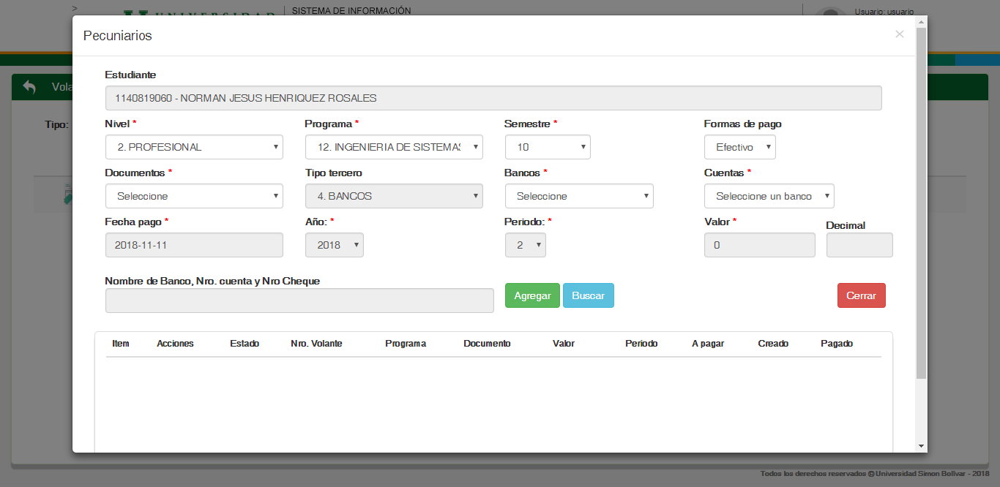 >
UNIVERSIDAD
SISTEMA DE INFORMACIÓN
Usuario: usuario
Pecuniarios ×
Vola
Tipo:
Estudiante
1140819060 - NORMAN JESUS HENRIQUEZ ROSALES
Nivel * Programa * Semestre * Formas de pago
2. PROFESIONAL 12. INGENIERIA DE SISTEMAS 10 Efectivo
Documentos * Tipo tercero Bancos * Cuentas *
Seleccione 4. BANCOS Seleccione Seleccione un banco
Fecha pago * Año: * Periodo: * Valor * Decimal
2018-11-11 2018 2 0
Nombre de Banco, Nro. cuenta y Nro Cheque
Agregar Buscar Cerrar
Item Acciones Estado Nro. Volante Programa Documento Valor Periodo A pagar Creado Pagado
Todos los derechos reservados © Universidad Simon Bolívar - 2018